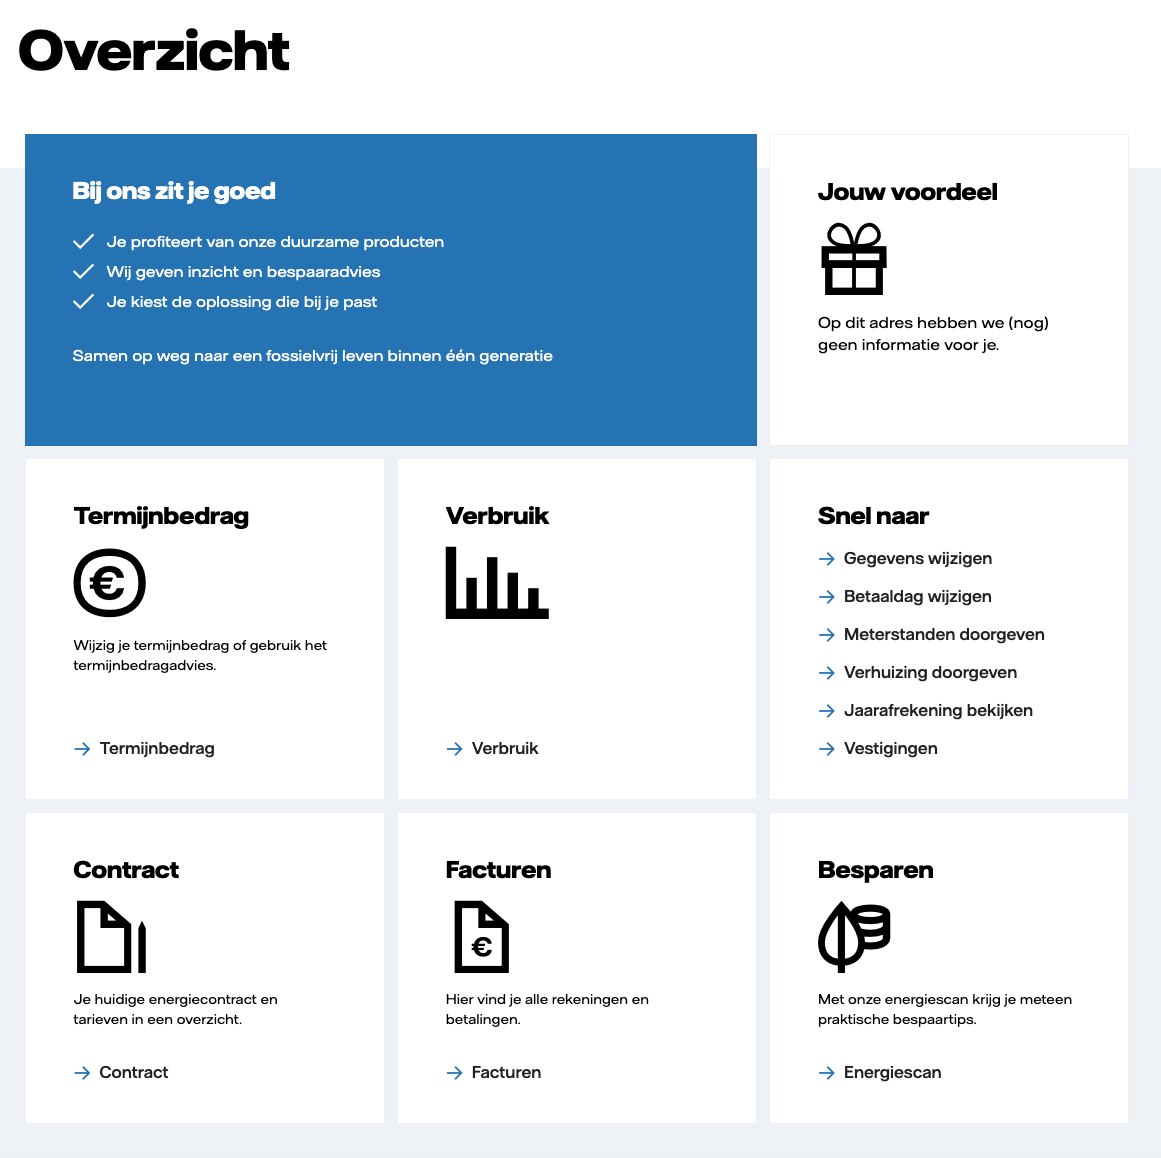 Overzicht
Bij ons zit je goed
Je profiteert van onze duurzame producten
Wij geven inzicht en bespaaradvies
Je kiest de oplossing die bij je past
Samen op weg naar een fossielvrij leven binnen één generatie
Jouw voordeel
Op dit adres hebben we (nog)
geen informatie voor je.
Termijnbedrag
€
Wijzig je termijnbedrag of gebruik het
termijnbedragadvies.
Termijnbedrag
Verbruik
Verbruik
Snel naar
Gegevens wijzigen
Betaaldag wijzigen
Meterstanden doorgeven
Verhuizing doorgeven
Jaarafrekening bekijken
Vestigingen
Contract
Je huidige energiecontract en
tarieven in een overzicht.
Contract
Facturen
€
Hier vind je alle rekeningen en
betalingen.
Facturen
Besparen
Met onze energiescan krijg je meteen
praktische bespaartips.
Energiescan